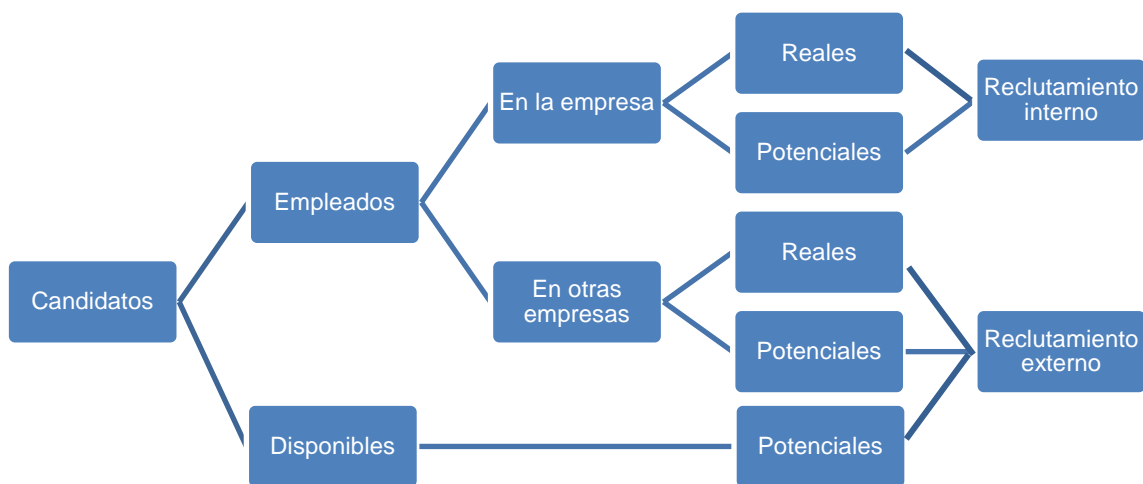 Reales
En la empresa
Reclutamiento
interno
Potenciales
Empleados
Reales
Candidatos
En otras
empresas
Potenciales
Reclutamiento
externo
Disponibles
Potenciales